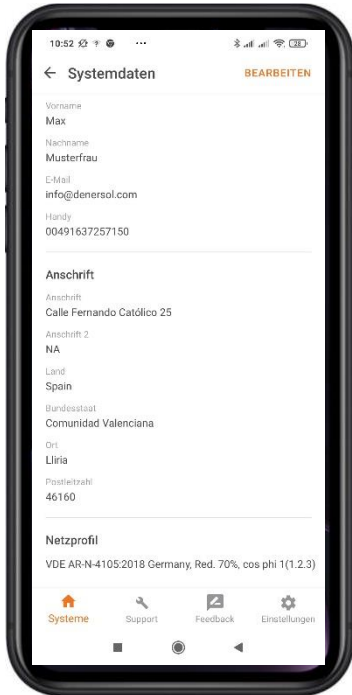 10:52
28
Systemdaten
BEARBEITEN
Vorname
Max
Nachname
Musterfrau
E-Mail
info@denersol.com
Handy
00491637257150
Anschrift
Anschrift
Calle Fernando Católico 25
Anschrift 2
NA
Land
Spain
Bundesstaat
Comunidad Valenciana
Ort
Lliria
Postleitzahl
46160
Netzprofil
VDE AR-N-4105:2018 Germany, Red. 70%, cos phi 1(1.2.3)
Systeme
Support
Feedback
Einstellungen